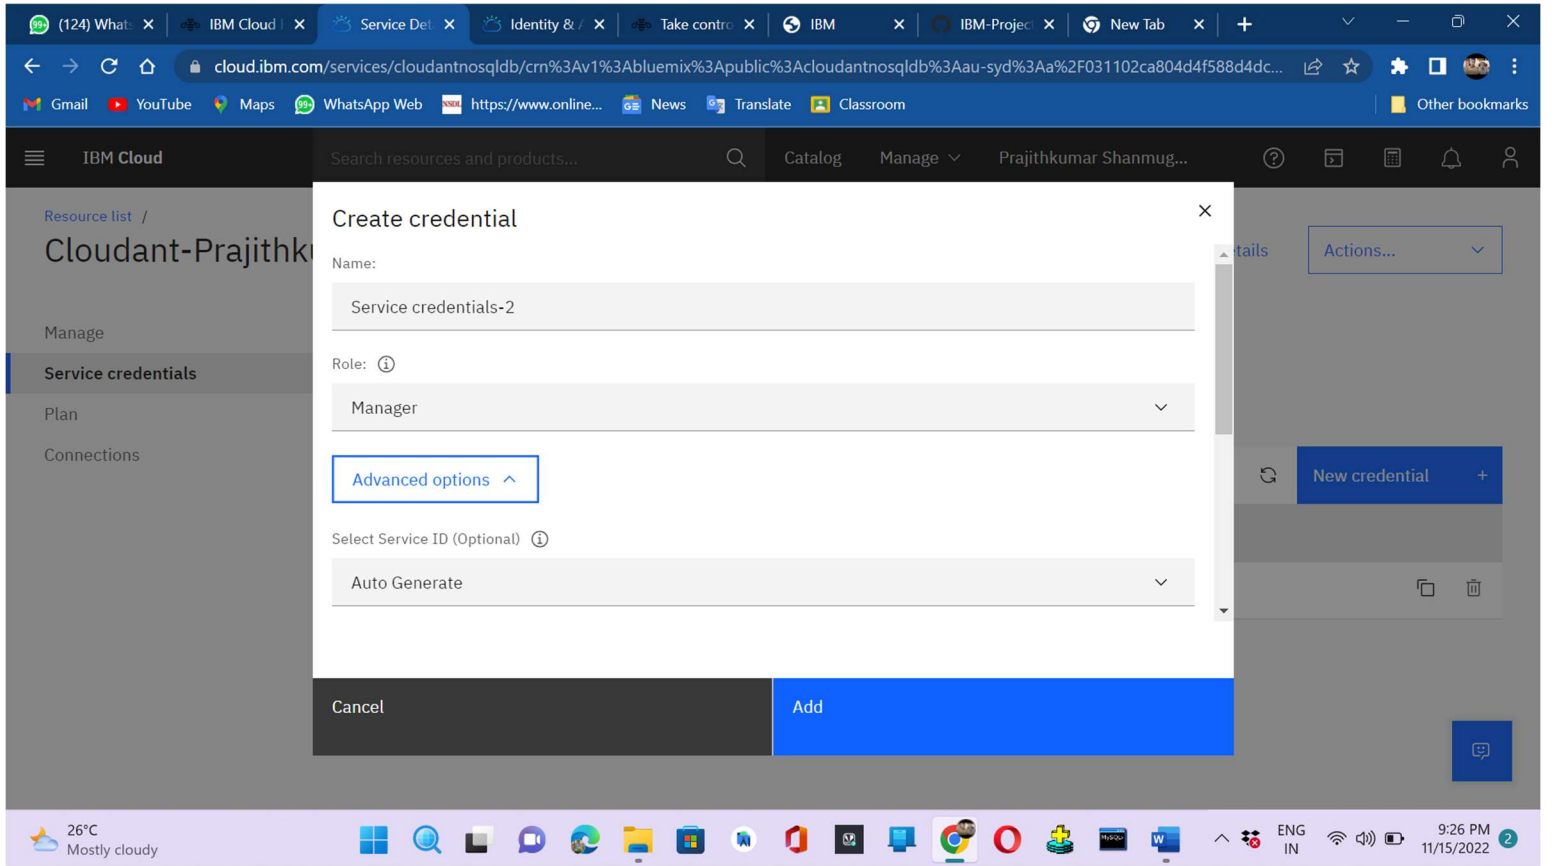 (124) What
IBM Cloud
Service Det
Identity & A
Take contro
IBM
IBM-Projec
New Tab
cloud.ibm.com/services/cloudantnosqldb/crn%3Av1%3Abluemix%3Apublic%3Acloudantnosqldb%3Aau-syd%3Aa%2F031102ca804d4f588d4dc...
Gmail
YouTube
Maps
WhatsApp Web
https://www.online...
News
Translate
Classroom
Other bookmarks
IBM Cloud
Search resources and products...
Catalog
Manage
Prajithkumar Shanmug...
Resource list /
Cloudant-Prajithku
tails
Actions...
Manage
Service credentials
Plan
Connections
New credential +
Create credential
Name:
Service credentials-2
Role:
Manager
Advanced options
Select Service ID (Optional)
Auto Generate
Cancel
Add
26°C
Mostly cloudy
ENG
IN
9:26 PM
11/15/2022
2